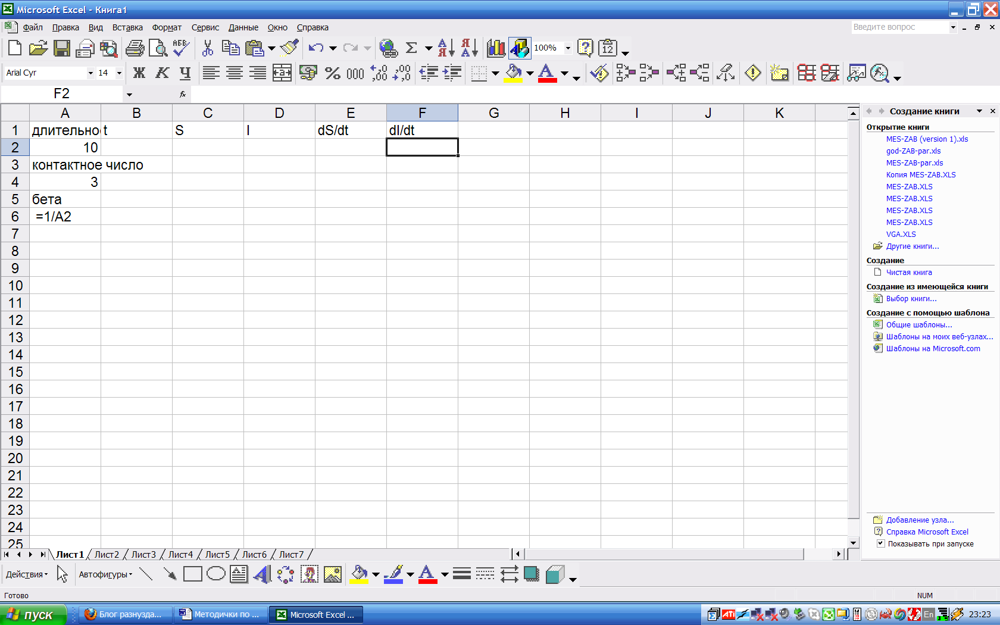 Microsoft Excel - Книга1
Файл Правка Вид Вставка Формат Сервис Данные Окно Справка Введите вопрос
100%
Arial Cyr 14 Ж К Ч % 000
F2 fx
A B C D E F G H I J K
1 длительнос t S I dS/dt dI/dt
2 10
3 контактное число
4 3
5 бета
6 =1/A2
7
8
9
10
11
12
13
14
15
16
17
18
19
20
21
22
23
24
25
Лист1 Лист2 Лист3 Лист4 Лист5 Лист6 Лист7
Создание книги
Открытие книги
MES-ZAB (version 1).xls
god-ZAB-par.xls
MES-ZAB-par.xls
Копия MES-ZAB.XLS
MES-ZAB.XLS
MES-ZAB.XLS
MES-ZAB.XLS
MES-ZAB.XLS
VGA.XLS
Другие книги...
Создание
Чистая книга
Создание из имеющейся книги
Выбор книги...
Создание с помощью шаблона
Общие шаблоны...
Шаблоны на моих веб-узлах...
Шаблоны на Microsoft.com
Добавление узла...
Справка Microsoft Excel
Показывать при запуске
Действия Автофигуры
Готово NUM
пуск Блог разнузда... Методички по ... Microsoft Excel ... ATI En 23:23